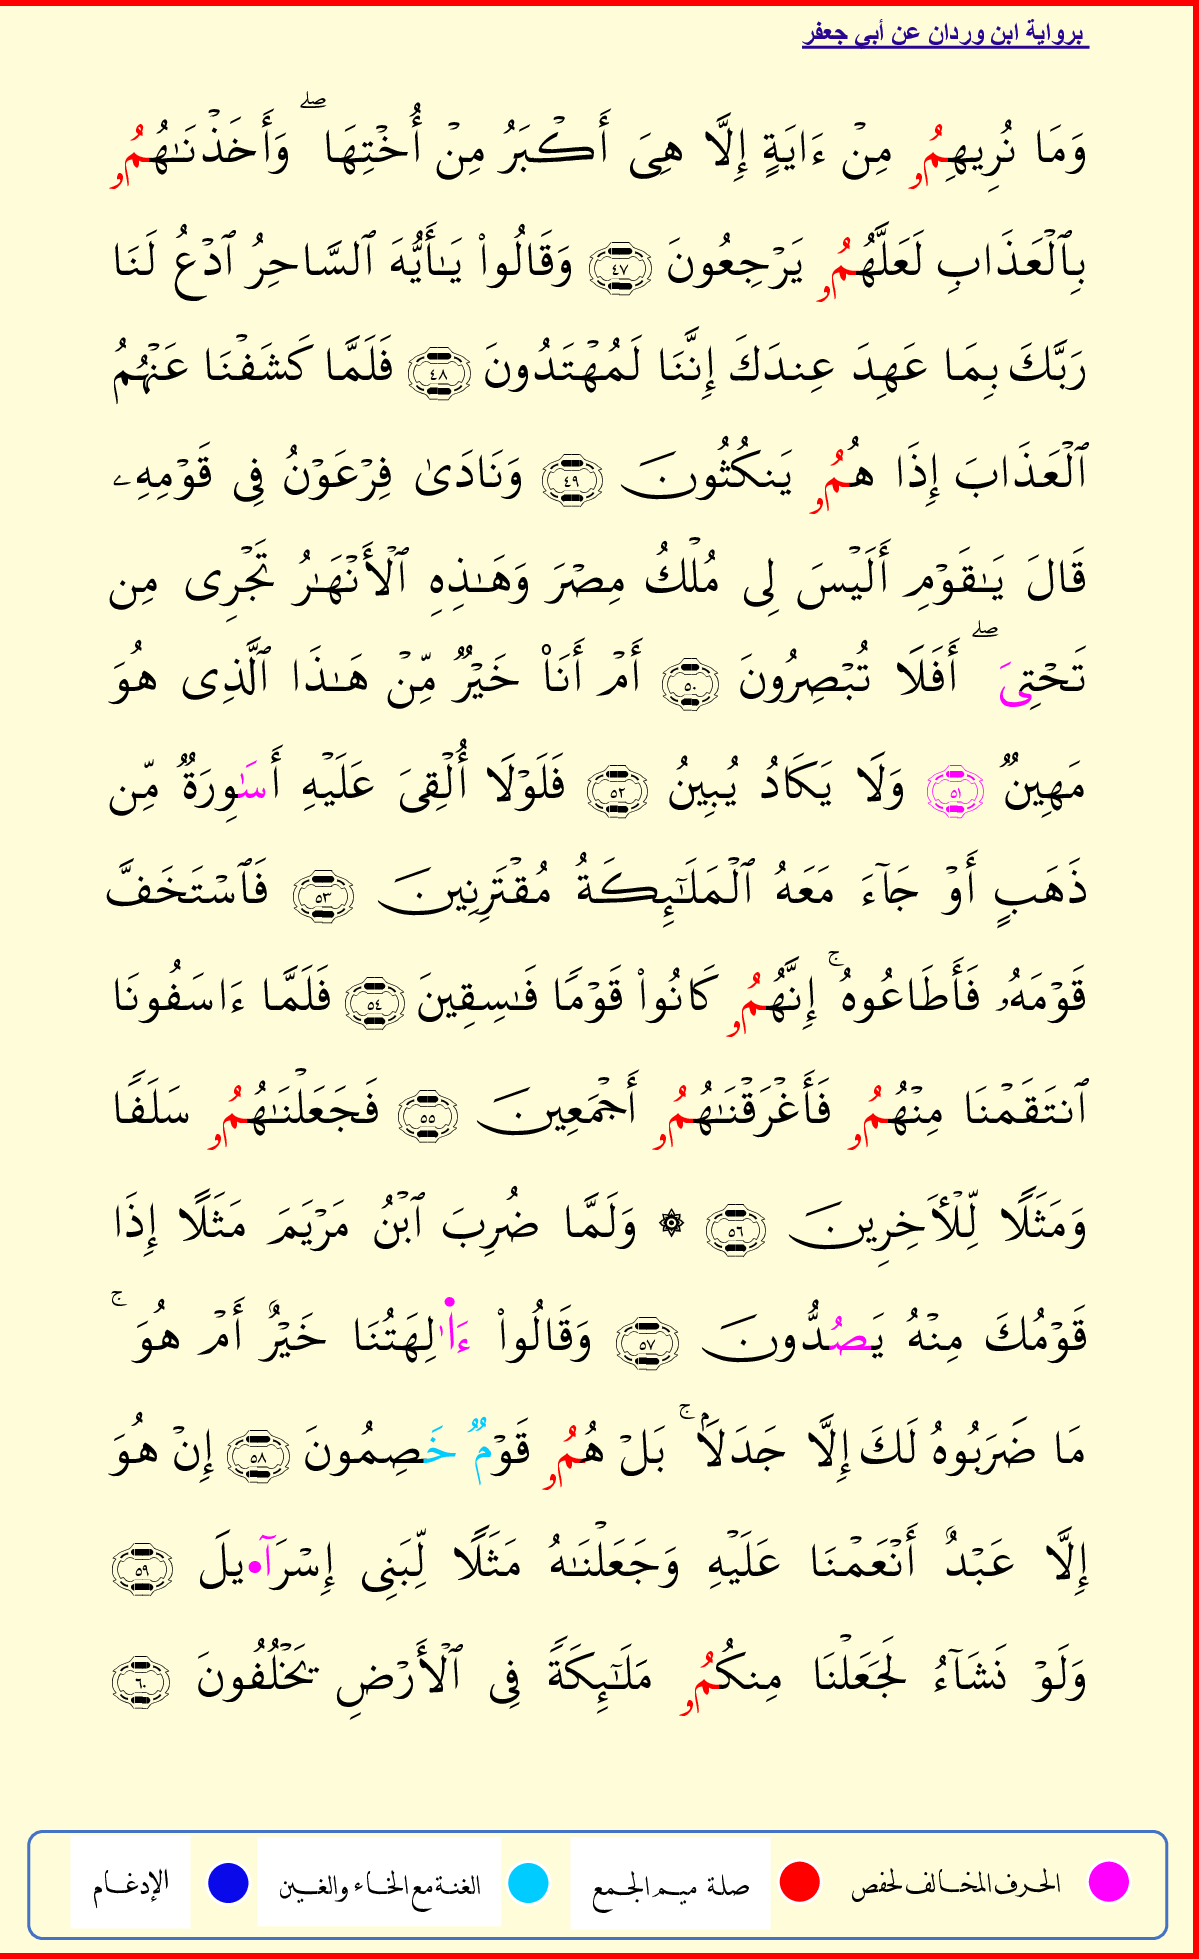 برواية ابن وردان عن أبي جعفر
وَمَا نُرِيهِمُۥ مِنْ ءَايَةٍ إِلَّا هِىَ أَكْبَرُ مِنْ أُخْتِهَا ۖ وَأَخَذْنَـٰهُمُۥ
بِٱلْعَذَابِ لَعَلَّهُمُۥ يَرْجِعُونَ ٤٧ وَقَالُوا۟ يَـٰٓأَيُّهَ ٱلسَّاحِرُ ٱدْعُ لَنَا
رَبَّكَ بِمَا عَهِدَ عِندَكَ إِنَّنَا لَمُهْتَدُونَ ٤٨ فَلَمَّا كَشَفْنَا عَنْهُمُ
ٱلْعَذَابَ إِذَا هُمُۥ يَنكُثُونَ ٤٩ وَنَادَىٰ فِرْعَوْنُ فِى قَوْمِهِۦ
قَالَ يَـٰقَوْمِ أَلَيْسَ لِى مُلْكُ مِصْرَ وَهَـٰذِهِ ٱلْأَنْهَـٰرُ تَجْرِى مِن
تَحْتِىَ ۖ أَفَلَا تُبْصِرُونَ ٥٠ أَمْ أَنَا۠ خَيْرٌ مِّنْ هَـٰذَا ٱلَّذِى هُوَ
مَهِينٌ ٥١ وَلَا يَكَادُ يُبِينُ ٥٢ فَلَوْلَا أُلْقِىَ عَلَيْهِ أَسَـٰوِرَةٌ مِّن
ذَهَبٍ أَوْ جَآءَ مَعَهُ ٱلْمَلَـٰٓئِكَةُ مُقْتَرِنِينَ ٥٣ فَٱسْتَخَفَّ
قَوْمَهُۥ فَأَطَاعُوهُ ۚ إِنَّهُمُۥ كَانُوا۟ قَوْمًا فَـٰسِقِينَ ٥٤ فَلَمَّا ءَاسَفُونَا
ٱنتَقَمْنَا مِنْهُمُۥ فَأَغْرَقْنَـٰهُمُۥ أَجْمَعِينَ ٥٥ فَجَعَلْنَـٰهُمُۥ سَلَفًا
وَمَثَلًا لِّلْأَخِرِينَ ٥٦ ۞ وَلَمَّا ضُرِبَ ٱبْنُ مَرْيَمَ مَثَلًا إِذَا
قَوْمُكَ مِنْهُ يَصُدُّونَ ٥٧ وَقَالُوا۟ ءَاٰ۬لِهَتُنَا خَيْرٌ أَمْ هُوَ ۚ
مَا ضَرَبُوهُ لَكَ إِلَّا جَدَلًۢا ۚ بَلْ هُمُۥ قَوْمٌ خَصِمُونَ ٥٨ إِنْ هُوَ
إِلَّا عَبْدٌ أَنْعَمْنَا عَلَيْهِ وَجَعَلْنَـٰهُ مَثَلًا لِّبَنِى إِسْرَآ•يلَ ٥٩
وَلَوْ نَشَآءُ لَجَعَلْنَا مِنكُمُۥ مَلَـٰٓئِكَةً فِى ٱلْأَرْضِ يَخْلُفُونَ ٦٠
الحرف المخالف لحفص صلة ميم الجمع الغنة مع الخاء والغين الإدغام